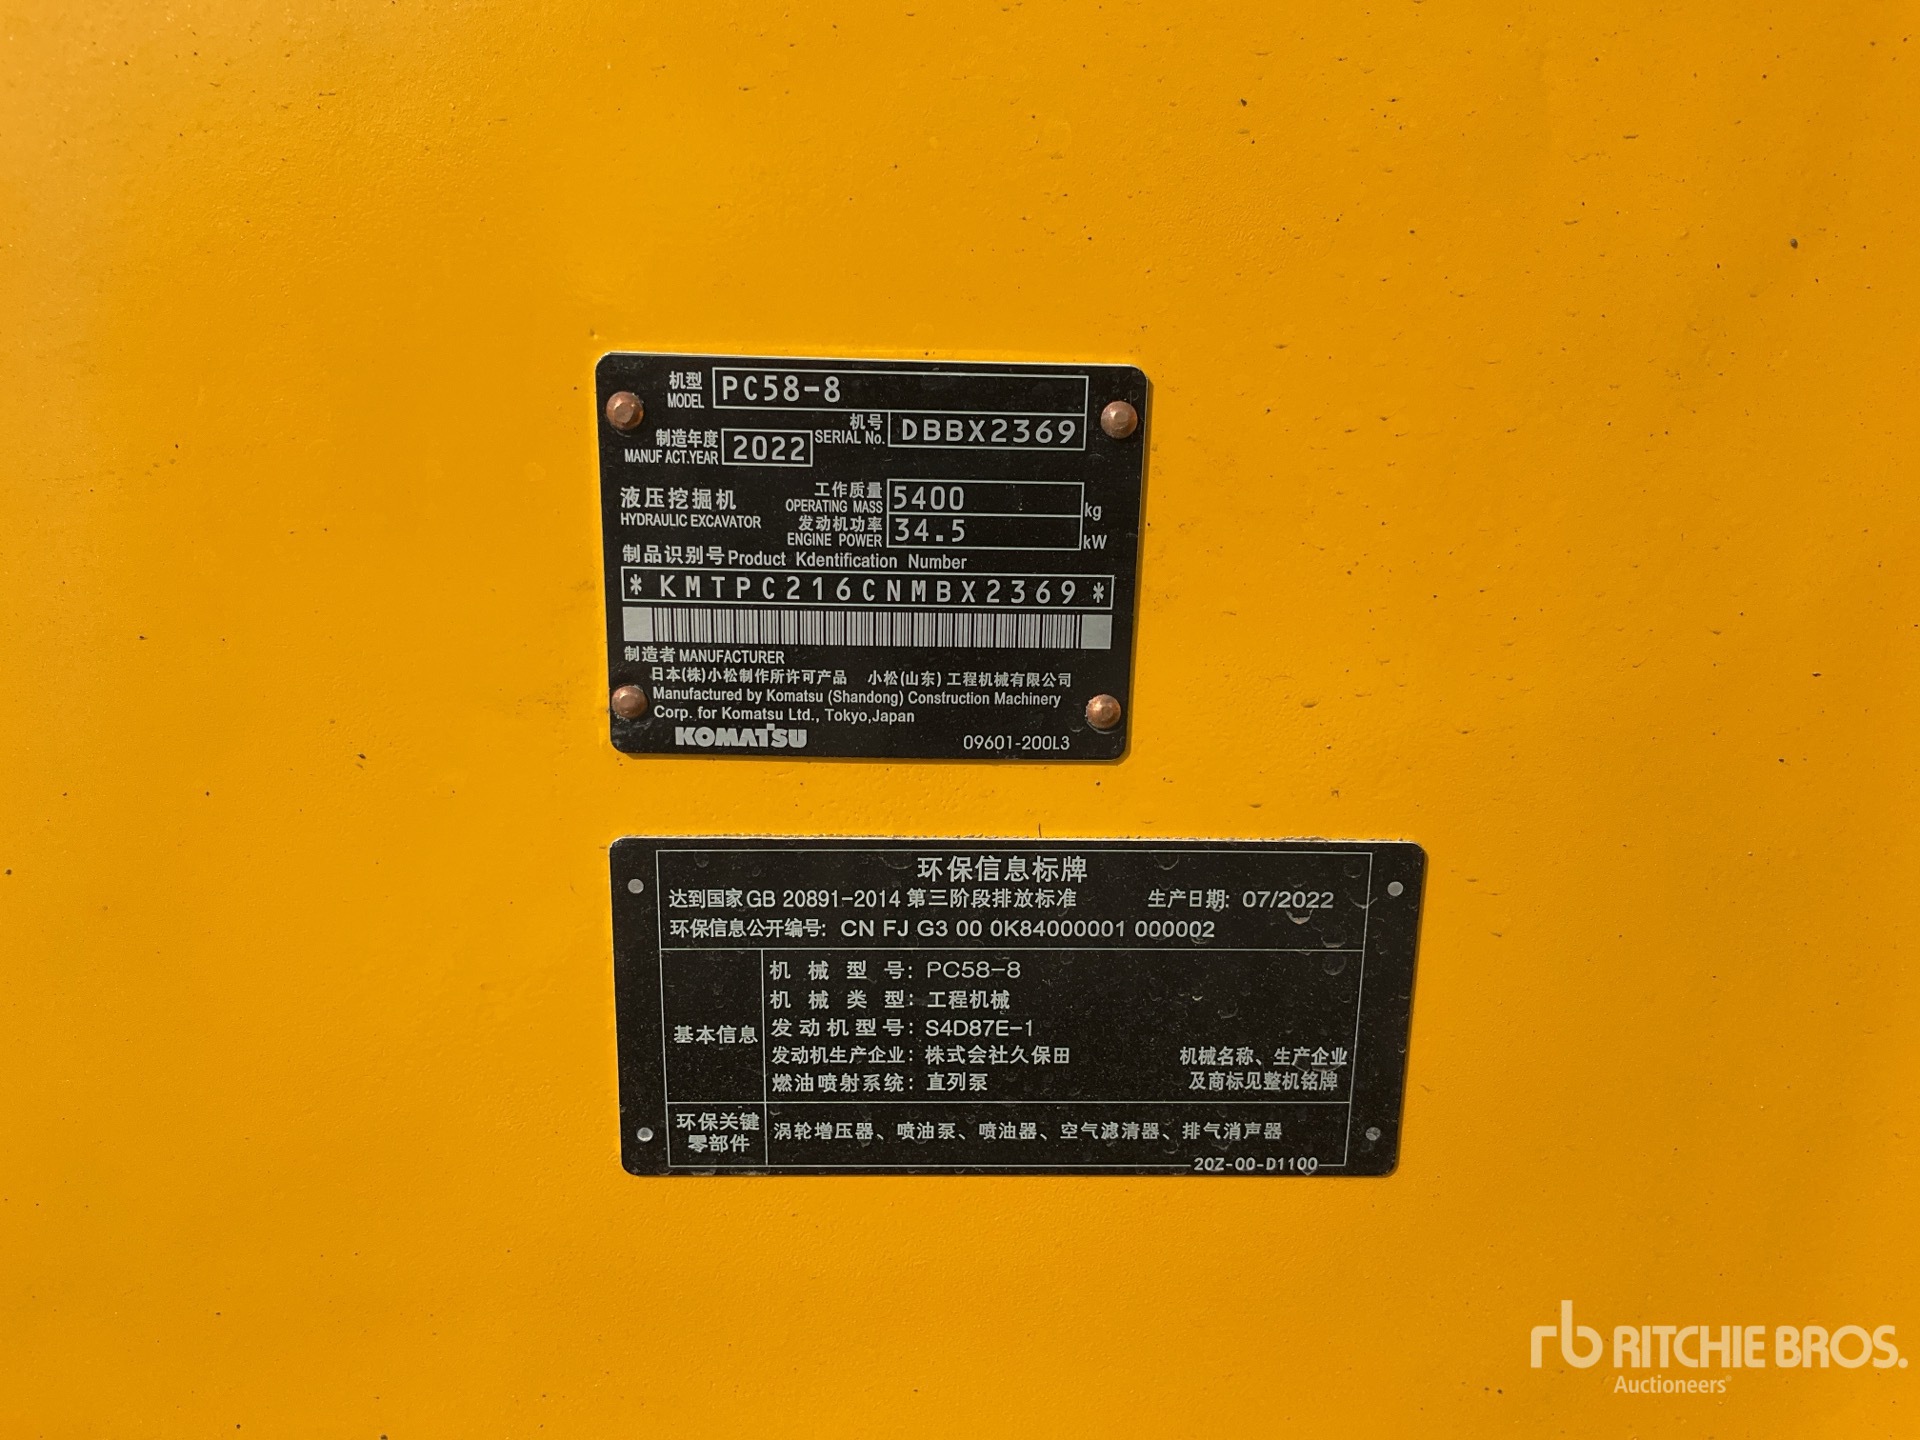 机型 MODEL PC58-8
机号 SERIAL No. DBBX2369
制造年度 MANUF ACT.YEAR 2022
液压挖掘机
HYDRAULIC EXCAVATOR
工作质量 OPERATING MASS 5400 kg
发动机功率 ENGINE POWER 34.5 kW
制品识别号 Product Kdentification Number
*KMTPC216CNMBX2369*
制造者 MANUFACTURER
日本(株)小松制作所许可产品 小松(山东)工程机械有限公司
Manufactured by Komatsu (Shandong) Construction Machinery
Corp. for Komatsu Ltd., Tokyo,Japan
KOMATSU 09601-200L3
环保信息标牌
达到国家GB 20891-2014 第三阶段排放标准 生产日期: 07/2022
环保信息公开编号: CN FJ G3 00 0K84000001 000002
基本信息
机械型号: PC58-8
机械类型: 工程机械
发动机型号: S4D87E-1
发动机生产企业: 株式会社久保田
燃油喷射系统: 直列泵
机械名称、生产企业
及商标见整机铭牌
环保关键
零部件
涡轮增压器、喷油泵、喷油器、空气滤清器、排气消声器
20Z-00-D1100
rb RITCHIE BROS.
Auctioneers